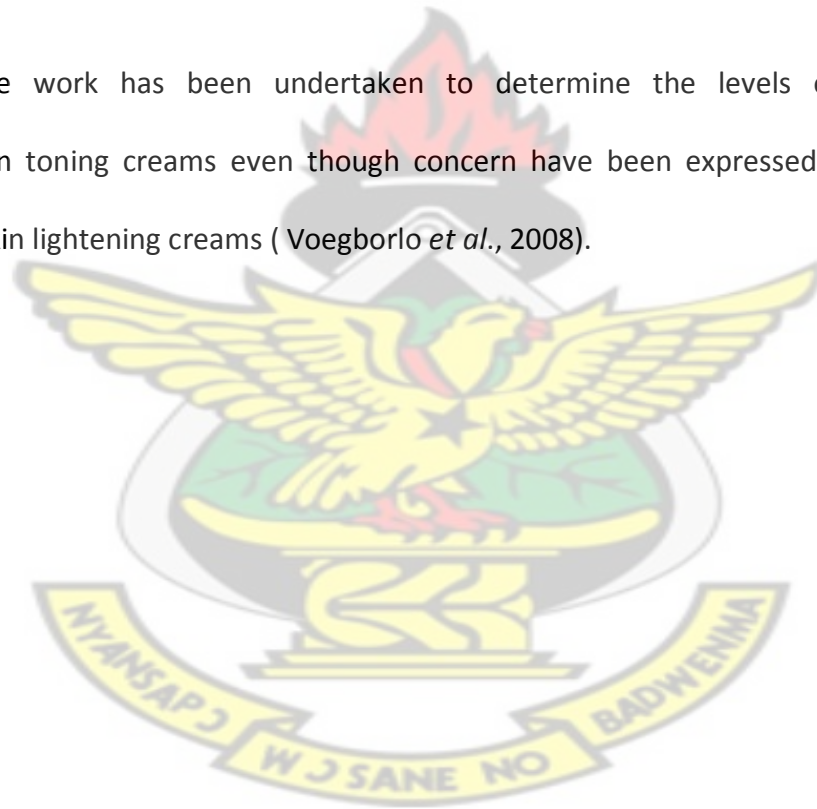 e work has been undertaken to determine the levels
n toning creams even though concern have been expressed
in lightening creams ( Voegborlo et al., 2008).
NYANSAPƆ
WƆSANE NO
BADWENMA